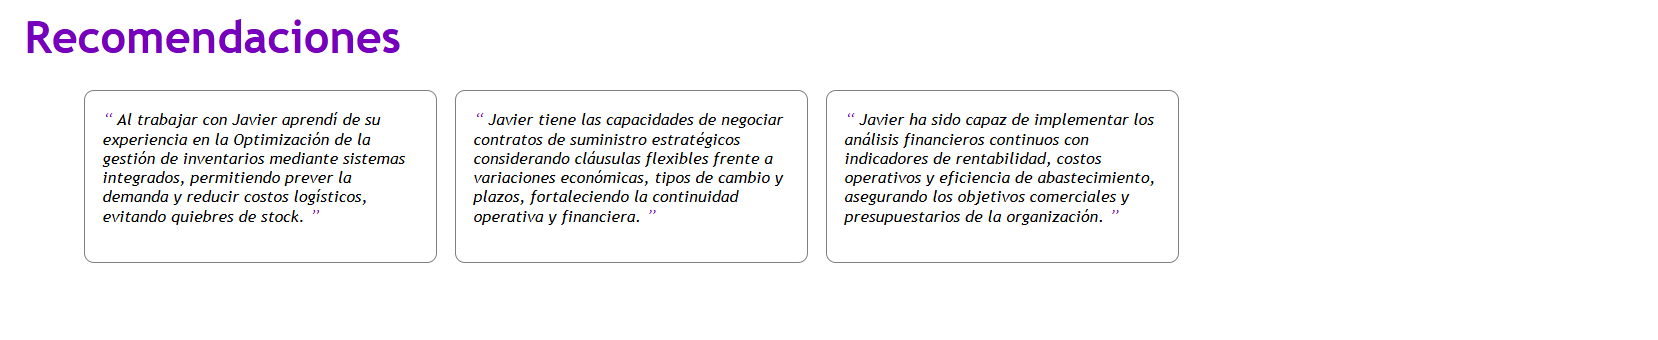 Recomendaciones
“ Al trabajar con Javier aprendí de su
experiencia en la Optimización de la
gestión de inventarios mediante sistemas
integrados, permitiendo prever la
demanda y reducir costos logísticos,
evitando quiebres de stock. ”
“ Javier tiene las capacidades de negociar
contratos de suministro estratégicos
considerando cláusulas flexibles frente a
variaciones económicas, tipos de cambio y
plazos, fortaleciendo la continuidad
operativa y financiera. ”
“ Javier ha sido capaz de implementar los
análisis financieros continuos con
indicadores de rentabilidad, costos
operativos y eficiencia de abastecimiento,
asegurando los objetivos comerciales y
presupuestarios de la organización. ”